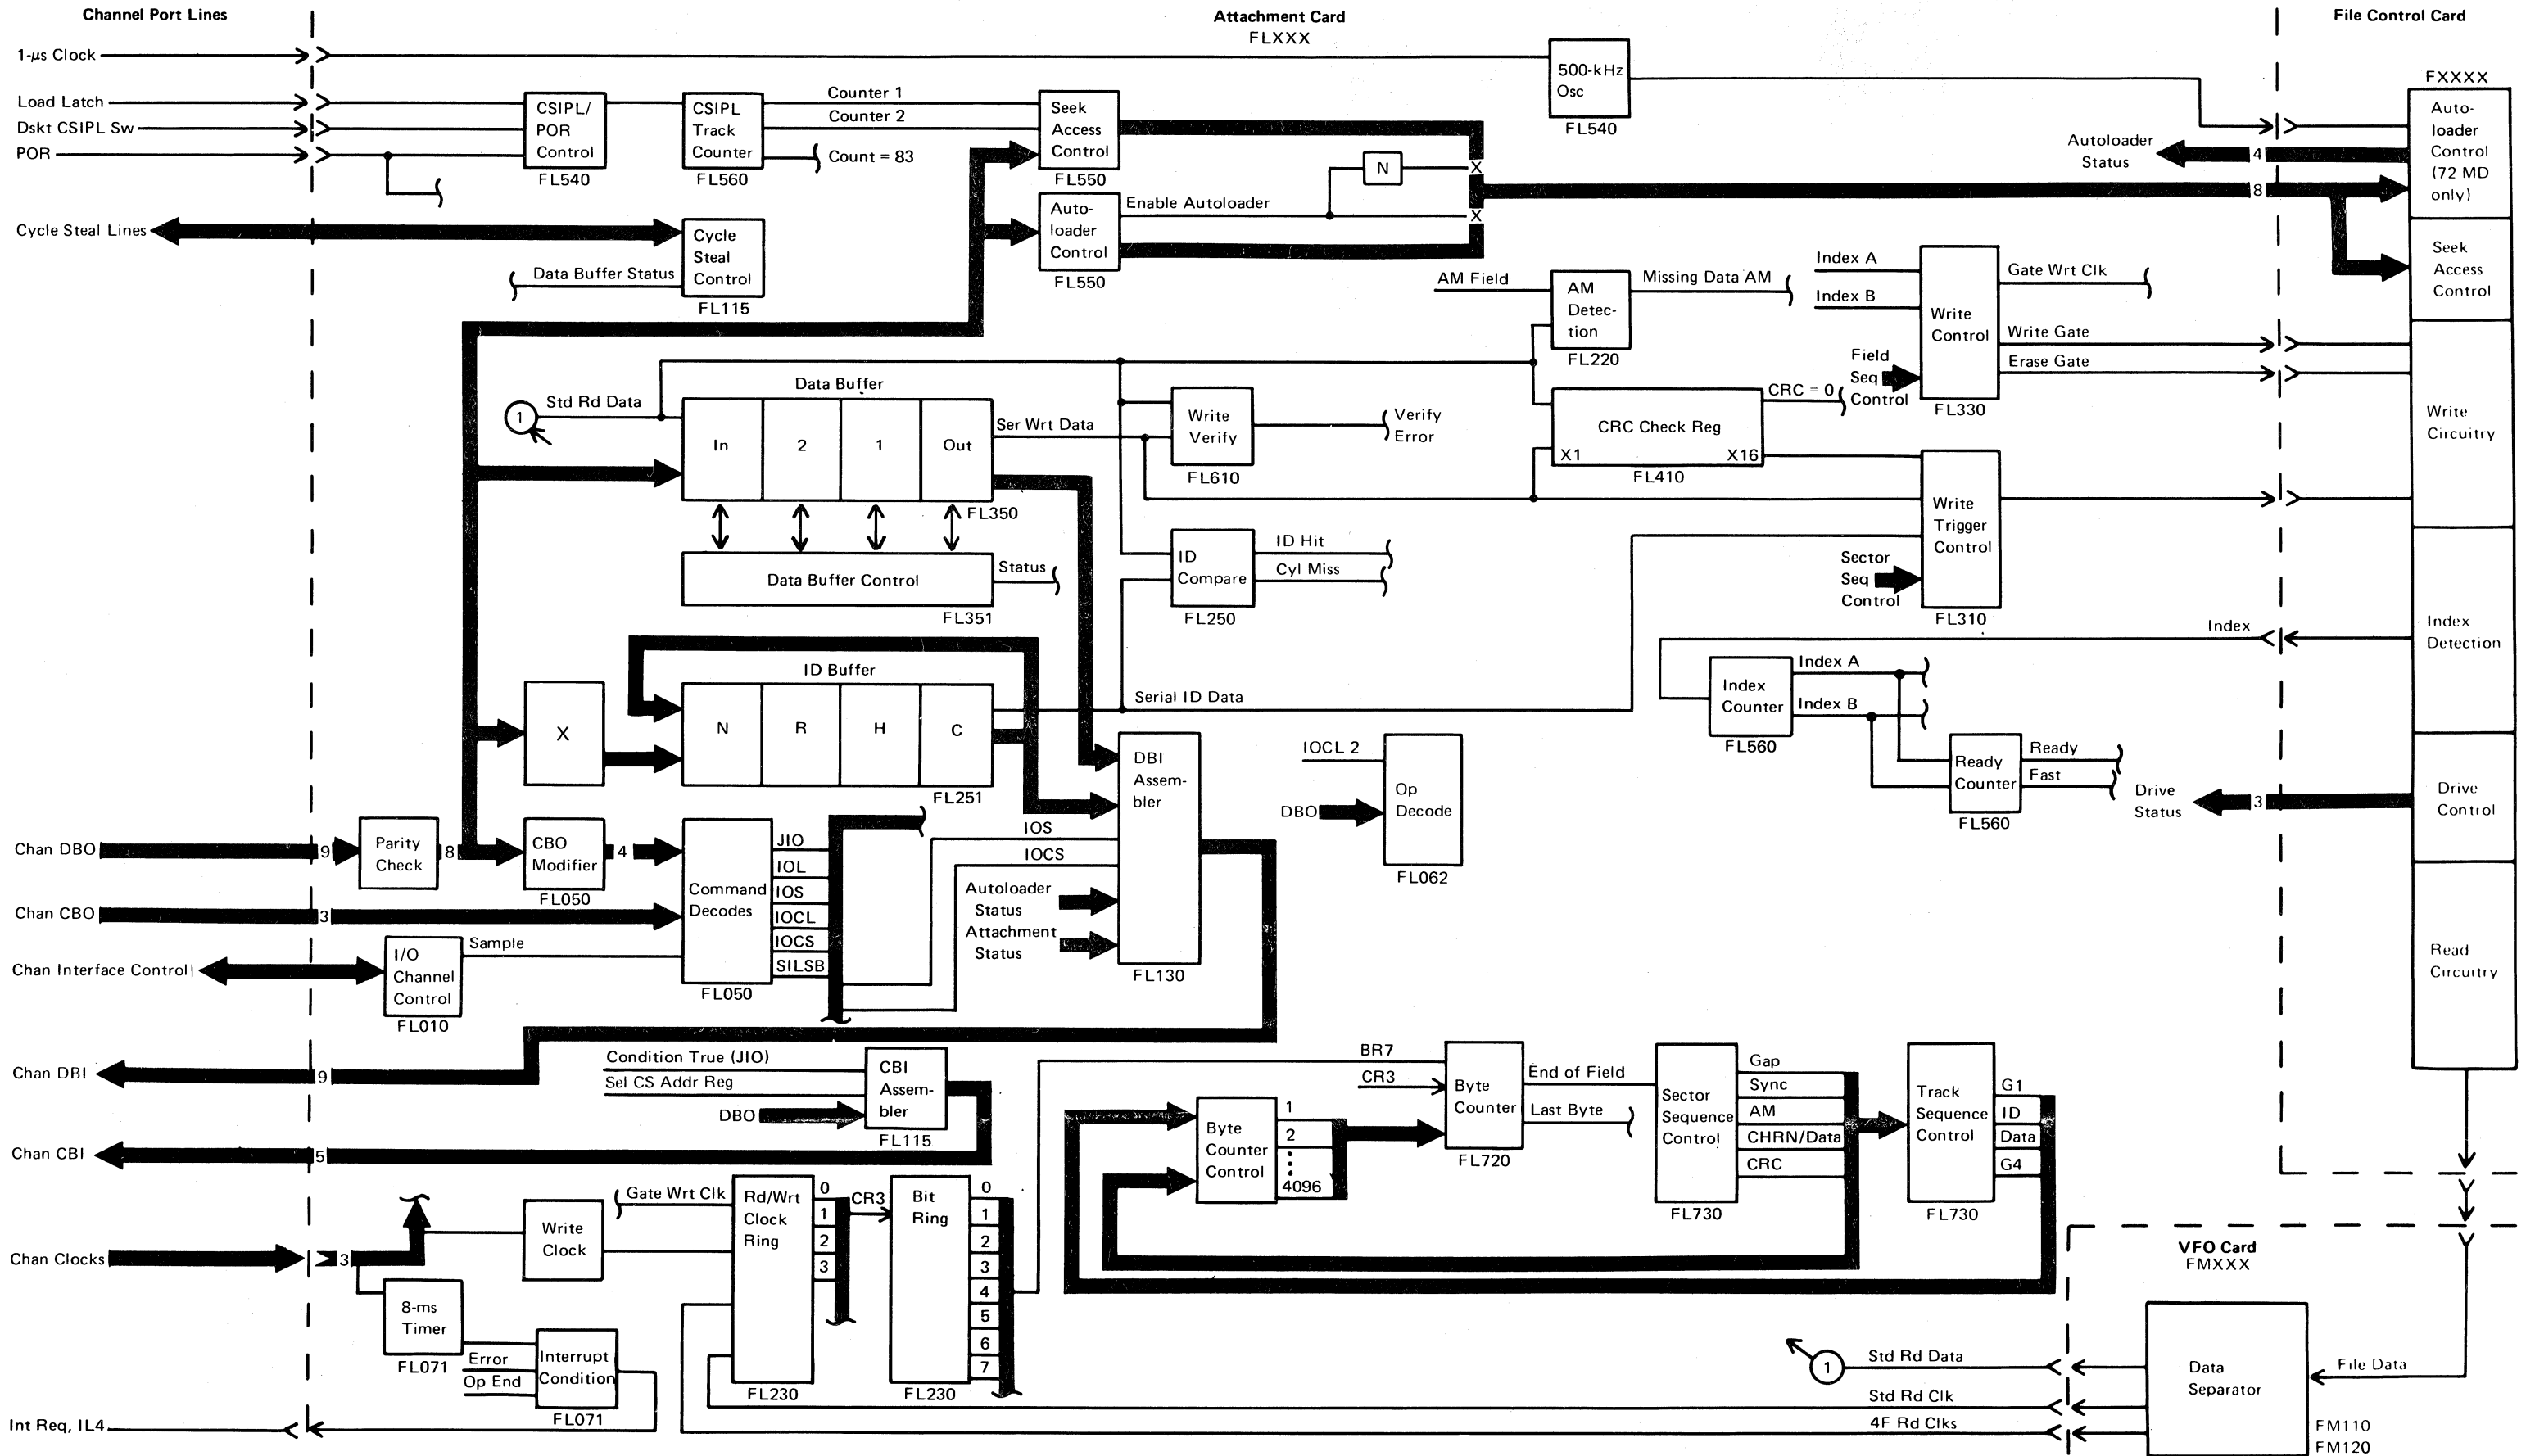 Channel Port Lines
Attachment Card
FLXXX
File Control Card
1-μs Clock
500-kHz
Osc
FL540
FXXXX
Load Latch
Dskt CSIPL Sw
POR
CSIPL/
POR
Control
FL540
CSIPL
Track
Counter
FL560
Counter 1
Counter 2
Count = 83
Seek
Access
Control
FL550
N
X
X
Autoloader
Status
4
8
Auto-
loader
Control
(72 MD
only)
Cycle Steal Lines
Cycle
Steal
Control
FL115
Data Buffer Status
Auto-
loader
Control
FL550
Enable Autoloader
Seek
Access
Control
AM Field
AM
Detec-
tion
FL220
Missing Data AM
Index A
Index B
Write
Control
FL330
Gate Wrt Clk
Write Gate
Erase Gate
Field
Seq
Control
Data Buffer
1
Std Rd Data
In
2
1
Out
FL350
Ser Wrt Data
Write
Verify
FL610
Verify
Error
CRC Check Reg
X1
X16
FL410
CRC = 0
Write
Circuitry
Write
Trigger
Control
FL310
Sector
Seq
Control
Data Buffer Control
FL351
Status
ID
Compare
FL250
ID Hit
Cyl Miss
Index
Index
Detection
ID Buffer
X
N
R
H
C
FL251
Serial ID Data
Index
Counter
FL560
Index A
Index B
Ready
Counter
FL560
Ready
Fast
Drive
Status
3
Drive
Control
DBI
Assem-
bler
FL130
IOCL 2
DBO
Op
Decode
FL062
Chan DBO
9
Parity
Check
8
CBO
Modifier
FL050
4
Command
Decodes
FL050
JIO
IOL
IOS
IOCL
IOCS
SILSB
IOS
IOCS
Autoloader
Status
Attachment
Status
Chan CBO
3
Chan Interface Control
I/O
Channel
Control
FL010
Sample
Read
Circuitry
Chan DBI
9
Condition True (JIO)
Sel CS Addr Reg
DBO
CBI
Assem-
bler
FL115
Chan CBI
5
BR7
CR3
Byte
Counter
FL720
End of Field
Last Byte
Byte
Counter
Control
1
2
4096
Sector
Sequence
Control
FL730
Gap
Sync
AM
CHRN/Data
CRC
Track
Sequence
Control
FL730
G1
ID
Data
G4
Chan Clocks
3
Write
Clock
Gate Wrt Clk
Rd/Wrt
Clock
Ring
FL230
0
1
2
3
CR3
Bit
Ring
FL230
0
1
2
3
4
5
6
7
8-ms
Timer
FL071
Error
Op End
Interrupt
Condition
FL071
Int Req, IL4
VFO Card
FMXXX
1
Std Rd Data
Std Rd Clk
4F Rd Clks
Data
Separator
File Data
FM110
FM120